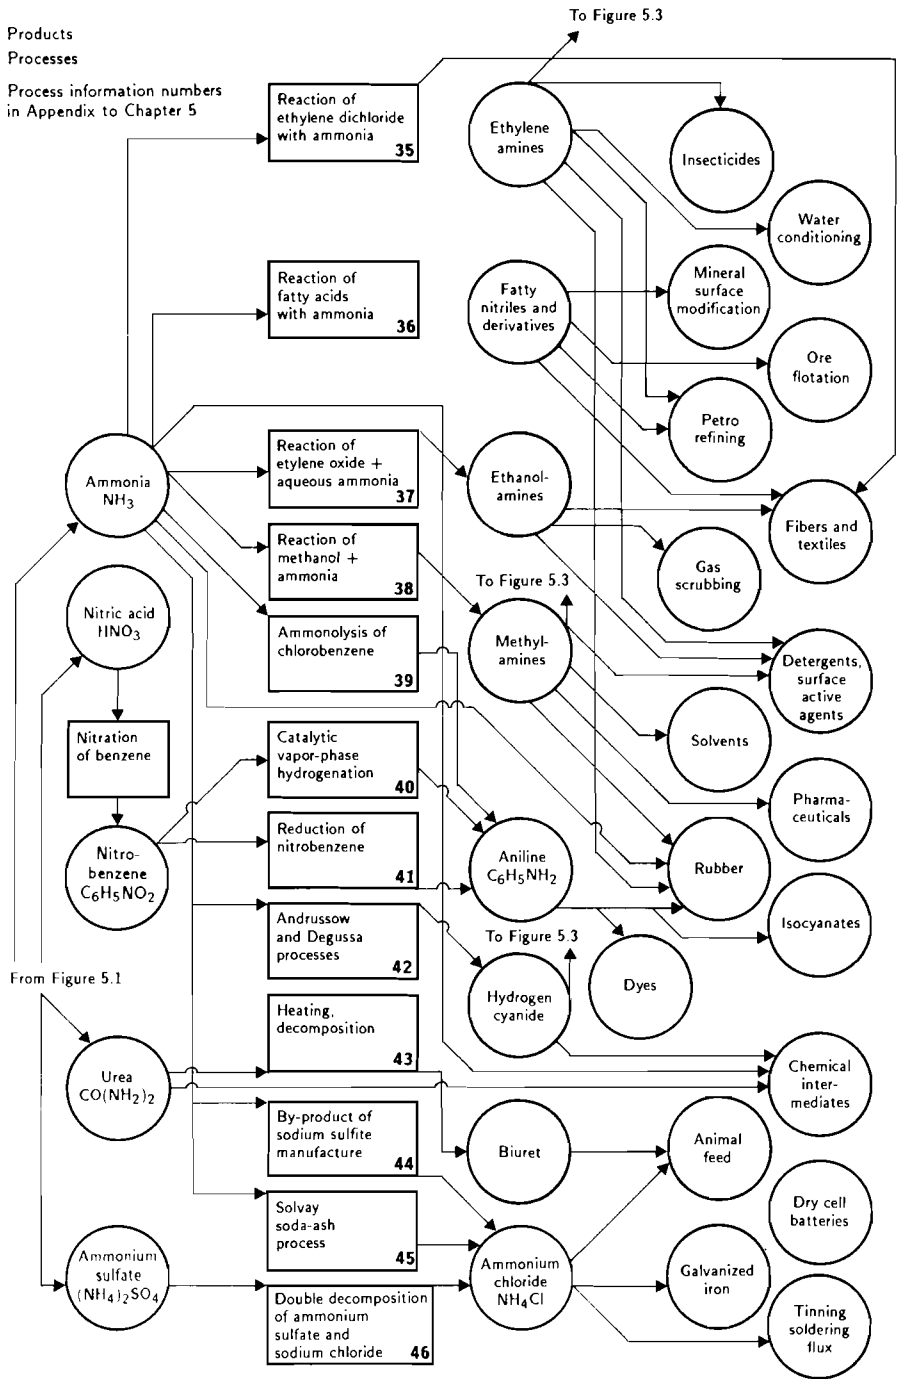 To Figure 5.3
Products
Processes
Process information numbers
in Appendix to Chapter 5
Reaction of
ethylene dichloride
with ammonia
35
Ethylene
amines
Insecticides
Water
conditioning
Reaction of
fatty acids
with ammonia
36
Fatty
nitriles and
derivatives
Mineral
surface
modification
Ore
flotation
Petro
refining
Ammonia
NH3
Reaction of
etylene oxide +
aqueous ammonia
37
Ethanol-
amines
Fibers and
textiles
Gas
scrubbing
Reaction of
methanol +
ammonia
38
To Figure 5.3
Nitric acid
HNO3
Ammonolysis of
chlorobenzene
39
Methyl-
amines
Detergents,
surface
active
agents
Nitration
of benzene
Catalytic
vapor-phase
hydrogenation
40
Solvents
Pharma-
ceuticals
Nitro-
benzene
C6H5NO2
Reduction of
nitrobenzene
41
Aniline
C6H5NH2
Rubber
Isocyanates
Andrussow
and Degussa
processes
42
To Figure 5.3
Hydrogen
cyanide
Dyes
From Figure 5.1
Heating,
decomposition
43
Urea
CO(NH2)2
Chemical
inter-
mediates
By-product of
sodium sulfite
manufacture
44
Biuret
Animal
feed
Dry cell
batteries
Solvay
soda-ash
process
45
Ammonium
sulfate
(NH4)2SO4
Ammonium
chloride
NH4Cl
Galvanized
iron
Double decomposition
of ammonium
sulfate and
sodium chloride
46
Tinning
soldering
flux